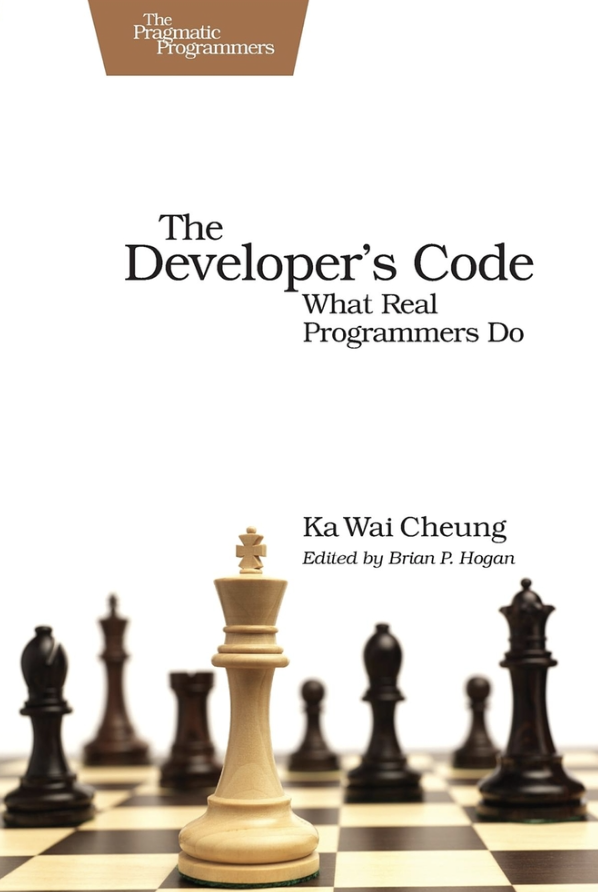 The
Pragmatic
Programmers
The
Developer's Code
What Real
Programmers Do
Ka Wai Cheung
Edited by Brian P. Hogan